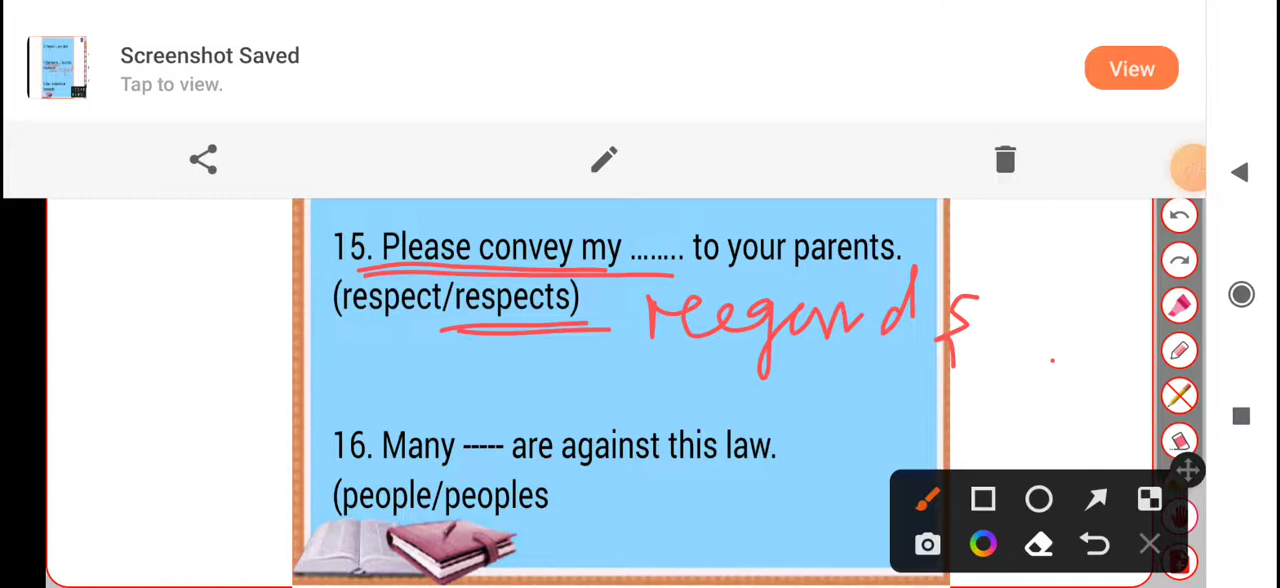 Screenshot Saved
View
Tap to view.
15. Please convey my ........ to your parents.
(respect/respects)
reegards
16. Many ----- are against this law.
(people/peoples